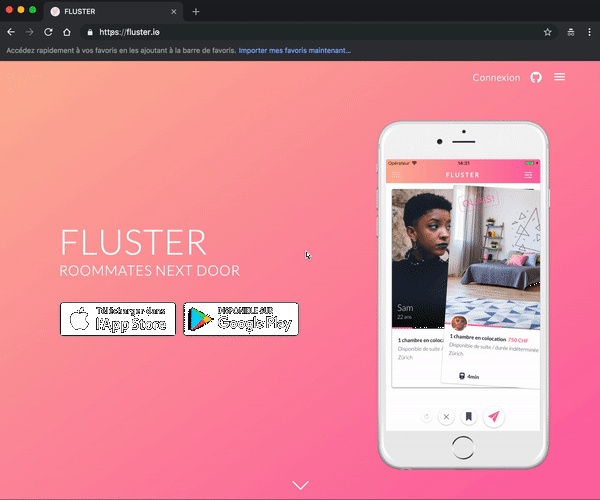 FLUSTER
https://fluster.io
Accédez rapidement à vos favoris en les ajoutant à la barre de favoris. Importer mes favoris maintenant...
Connexion
FLUSTER
ROOMMATES NEXT DOOR
Télécharger dans
l'App Store
DISPONIBLE SUR
Google Play
Opérateur
14:31
FLUSTER
OUAIS!
Sam
22 ans
1 chambre en colocat
Disponible de suite /
Zürich
1 chambre en colocation 750 CHF
Disponible de suite / durée indéterminée
Zürich
4min